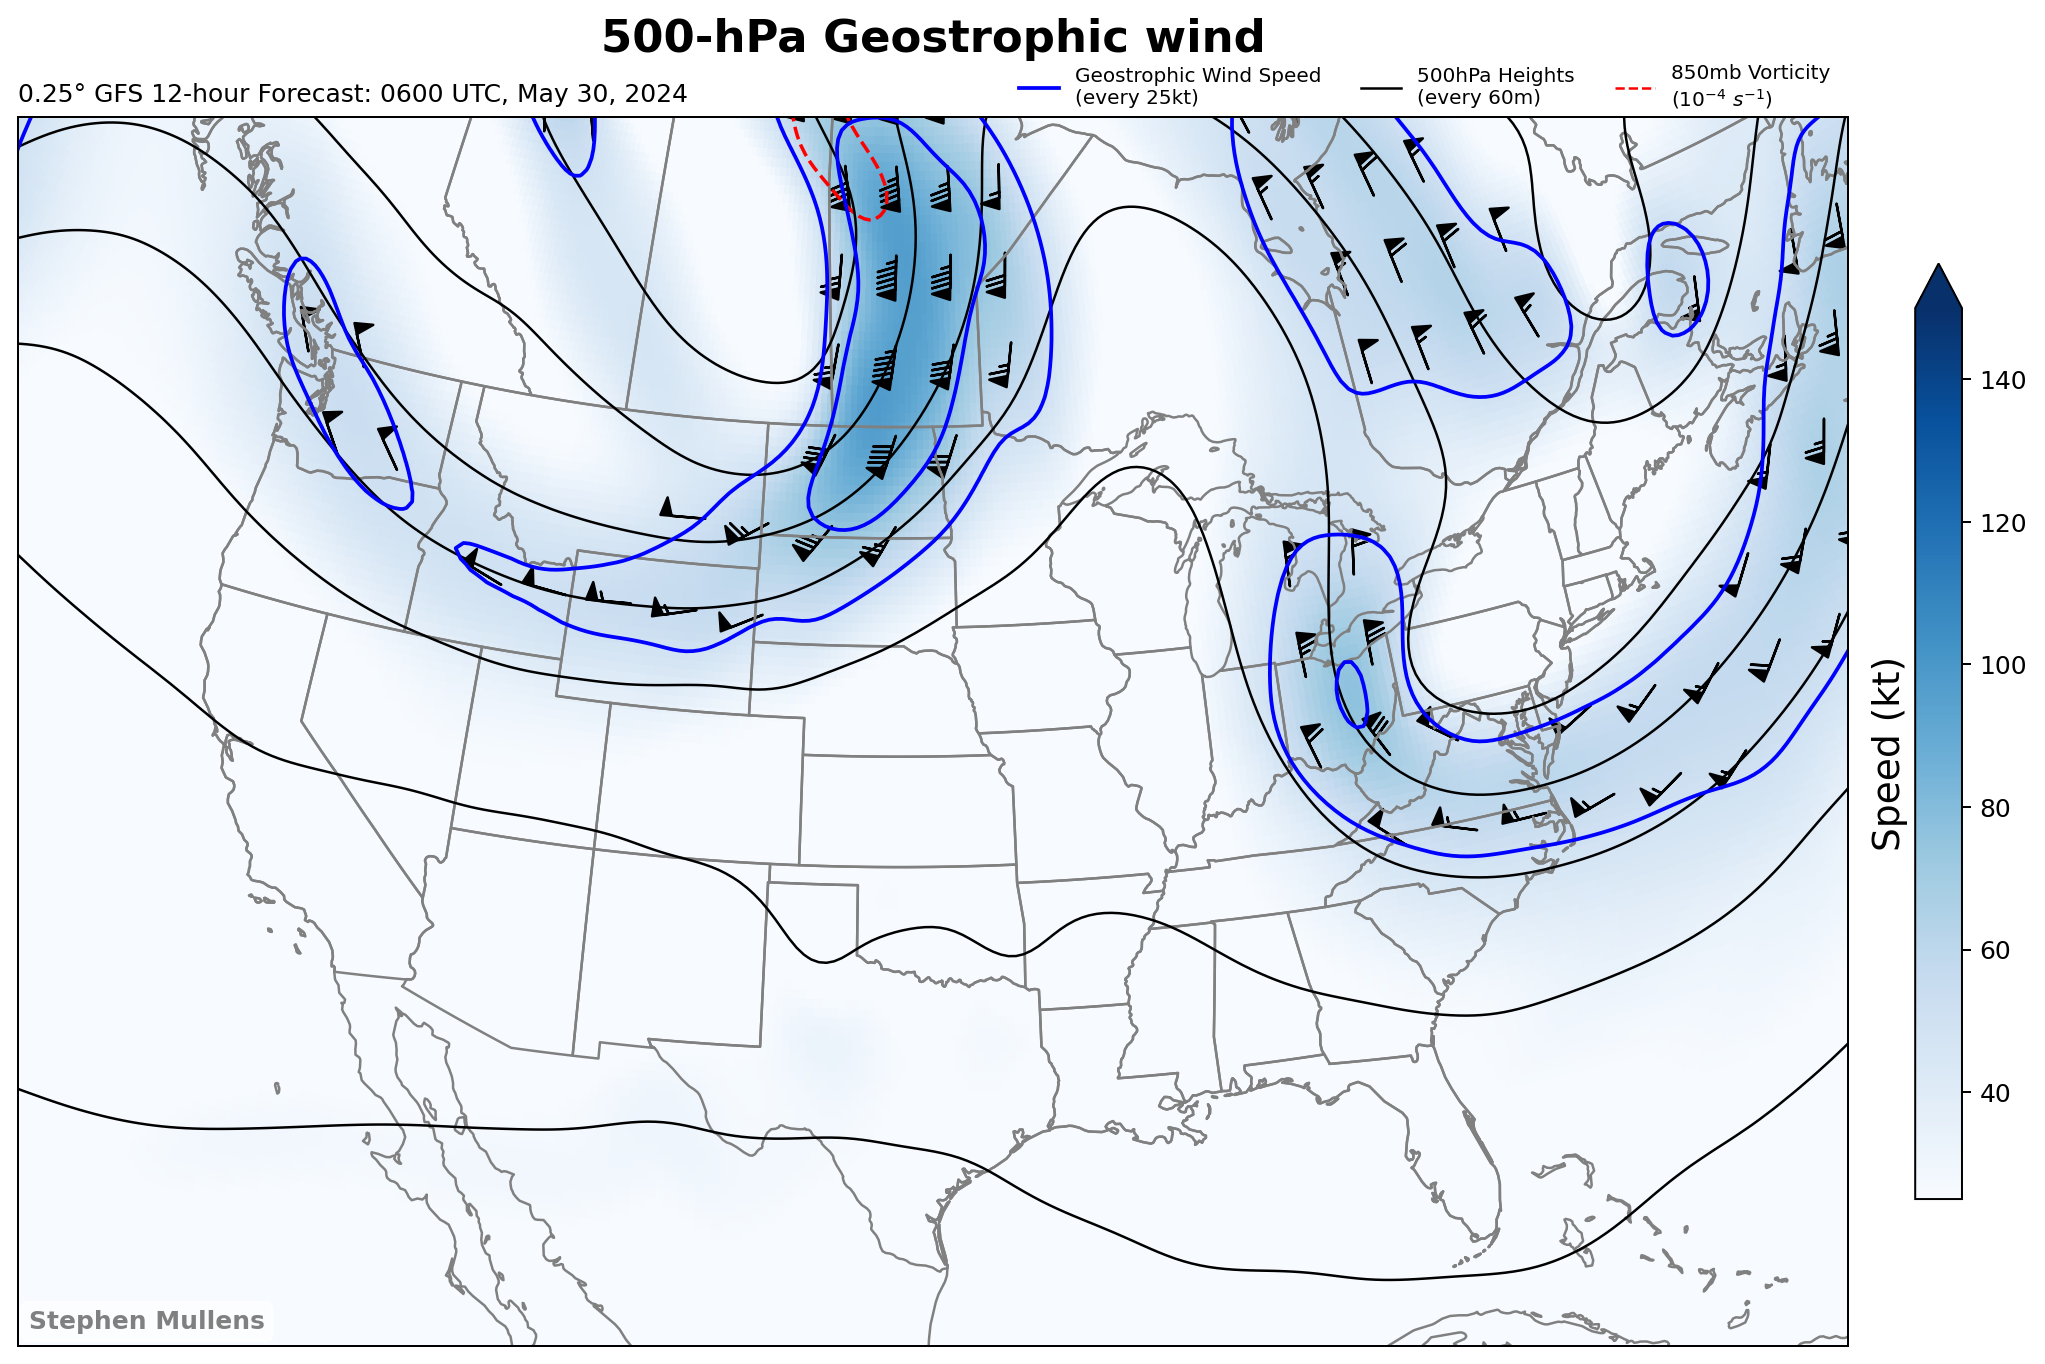 500-hPa Geostrophic wind
0.25° GFS 12-hour Forecast: 0600 UTC, May 30, 2024
Geostrophic Wind Speed
(every 25kt)
500hPa Heights
(every 60m)
850mb Vorticity
(10⁻⁴ s⁻¹)
140
120
100
80
60
40
Speed (kt)
Stephen Mullens